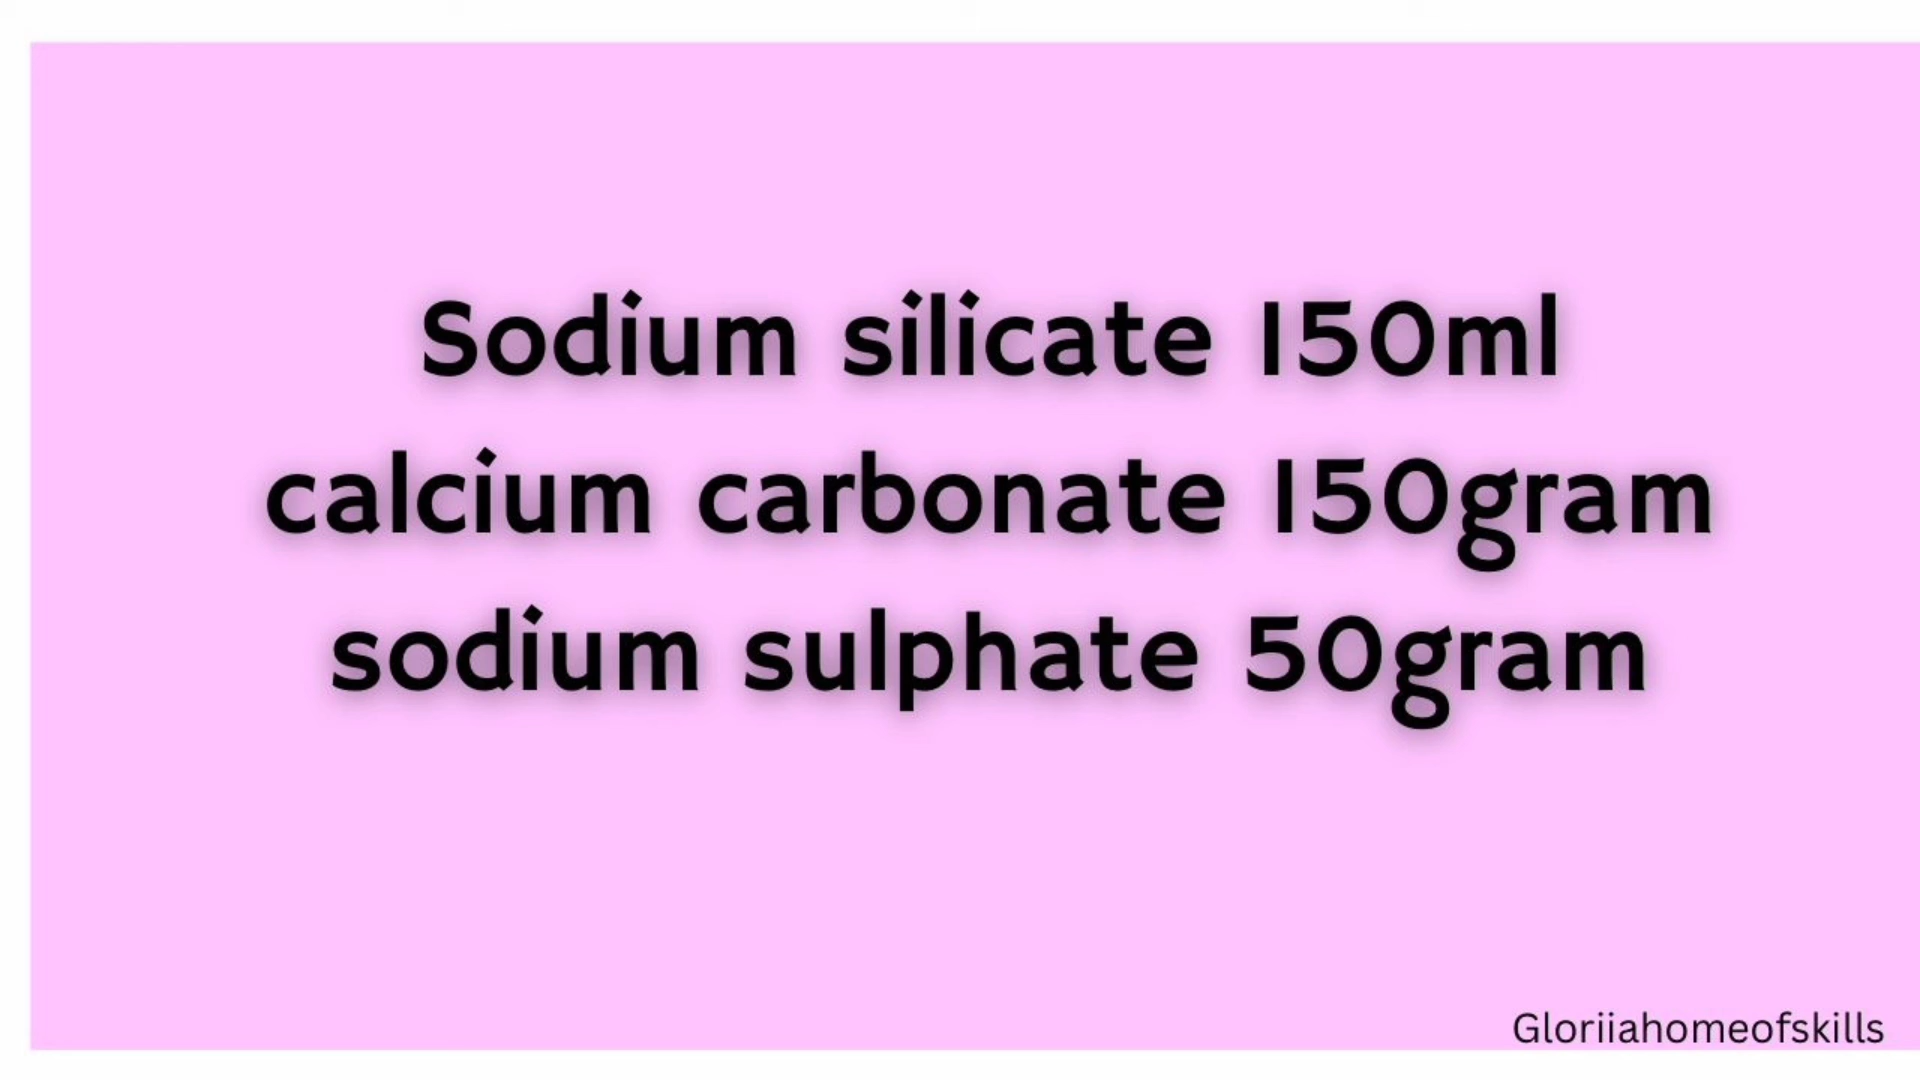 Sodium silicate 150ml
calcium carbonate 150gram
sodium sulphate 50gram
Gloriiahomeofskills